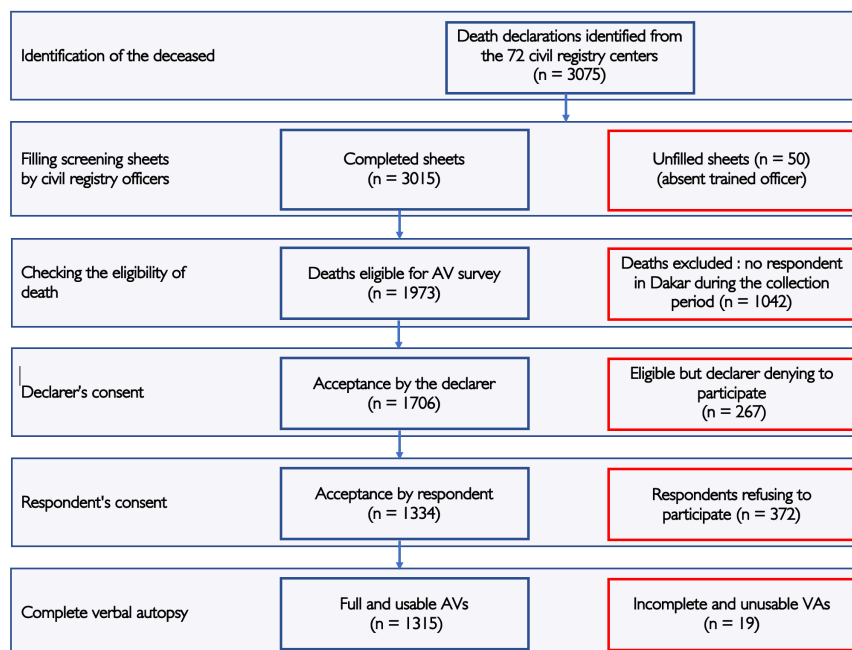 Identification of the deceased
Death declarations identified from
the 72 civil registry centers
(n = 3075)
Filling screening sheets
by civil registry officers
Completed sheets
(n = 3015)
Unfilled sheets (n = 50)
(absent trained officer)
Checking the eligibility of
death
Deaths eligible for AV survey
(n = 1973)
Deaths excluded : no respondent
in Dakar during the collection
period (n = 1042)
Declarer's consent
Acceptance by the declarer
(n = 1706)
Eligible but declarer denying to
participate
(n = 267)
Respondent's consent
Acceptance by respondent
(n = 1334)
Respondents refusing to
participate (n = 372)
Complete verbal autopsy
Full and usable AVs
(n = 1315)
Incomplete and unusable VAs
(n = 19)